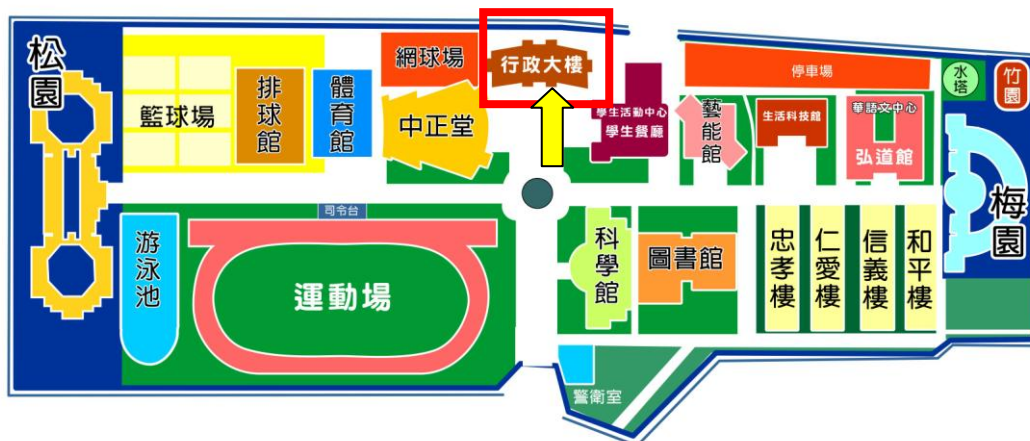 松園
籃球場
排球館
體育館
網球場
中正堂
行政大樓
學生活動中心
學生餐廳
藝能館
停車場
生活科技館
華語文中心
弘道館
水塔
竹園
梅園
司令台
游泳池
運動場
科學館
圖書館
忠孝樓
仁愛樓
信義樓
和平樓
警衛室